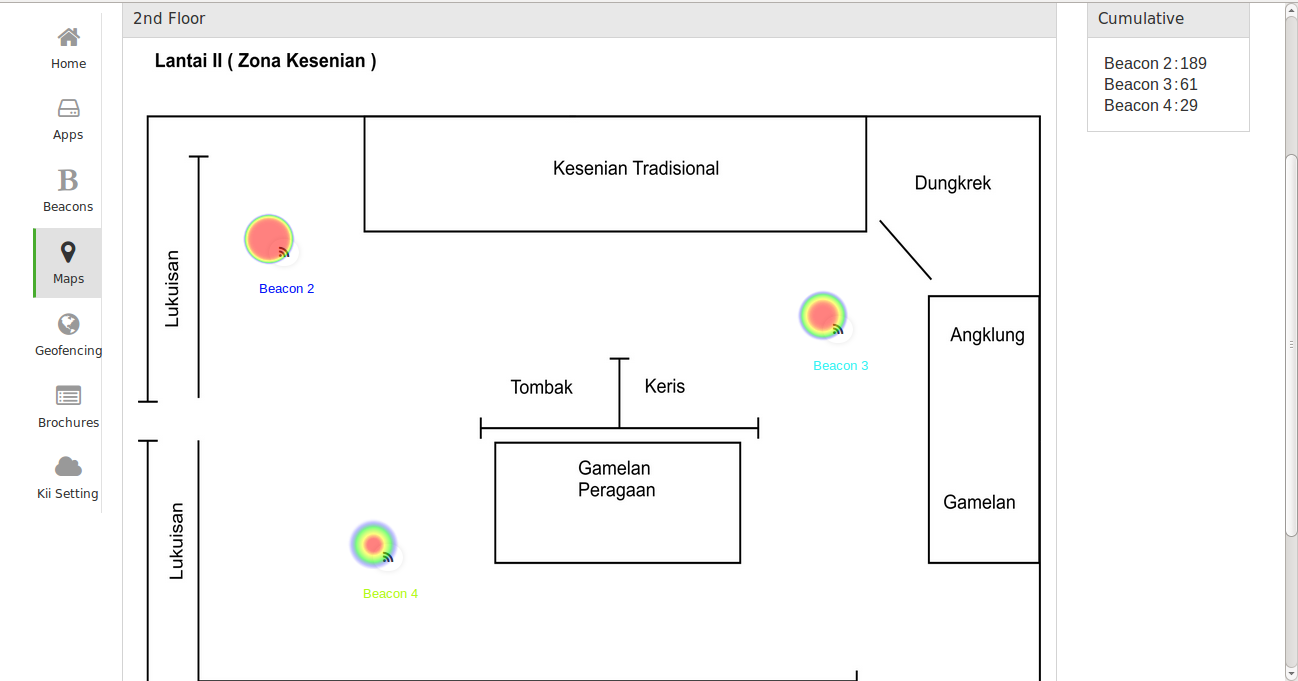 2nd Floor
Cumulative
Home
Apps
B
Beacons
Maps
Geofencing
Brochures
Kii Setting
Lantai II ( Zona Kesenian )
Beacon 2:189
Beacon 3:61
Beacon 4:29
Kesenian Tradisional
Dungkrek
Lukuisan
Beacon 2
Beacon 3
Angklung
Tombak
Keris
Gamelan
Peragaan
Gamelan
Lukuisan
Beacon 4